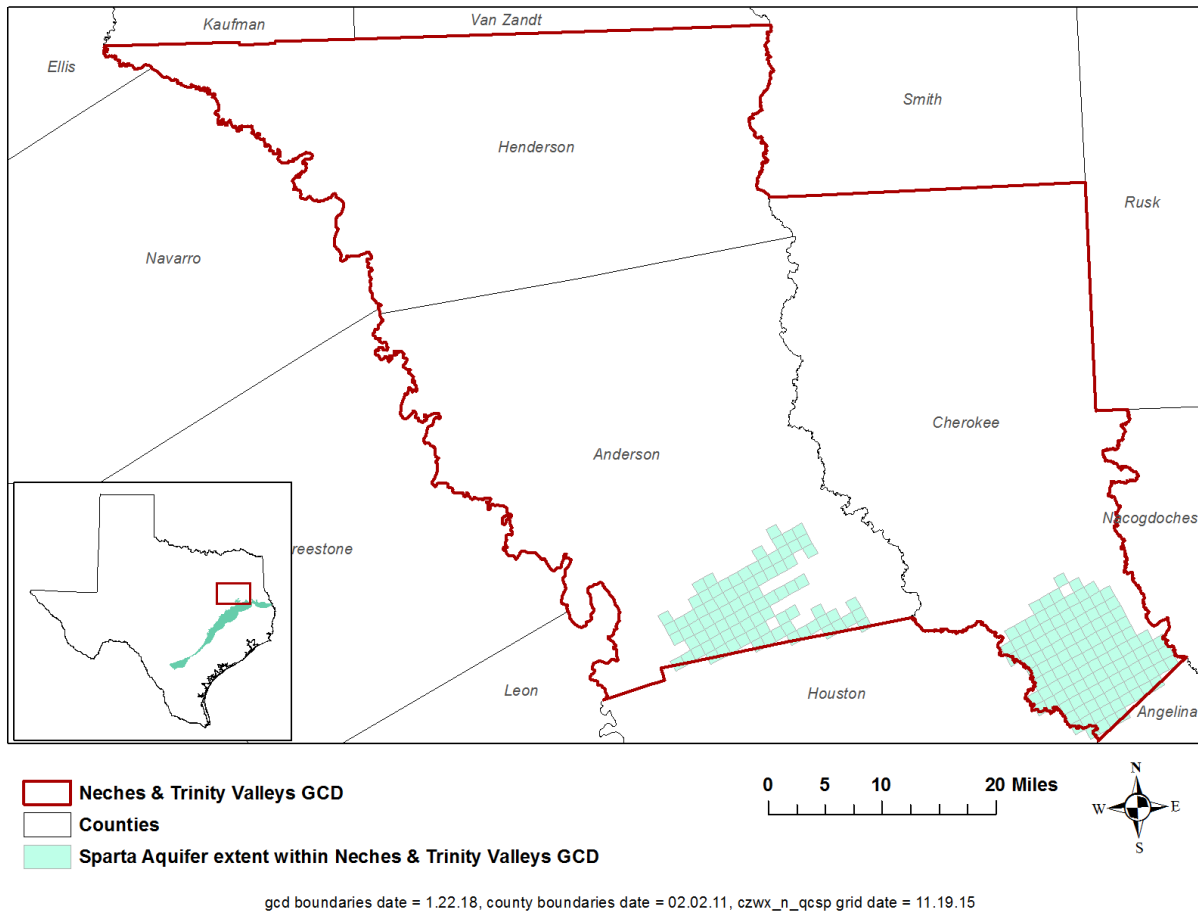 Kaufman
Van Zandt
Ellis
Smith
Henderson
Rusk
Navarro
Cherokee
Anderson
Nacogdoches
reestone
Leon
Houston
Angelina
Neches & Trinity Valleys GCD
Counties
Sparta Aquifer extent within Neches & Trinity Valleys GCD
0 5 10 20 Miles
N
W E
S
gcd boundaries date = 1.22.18, county boundaries date = 02.02.11, czwx_n_qcsp grid date = 11.19.15